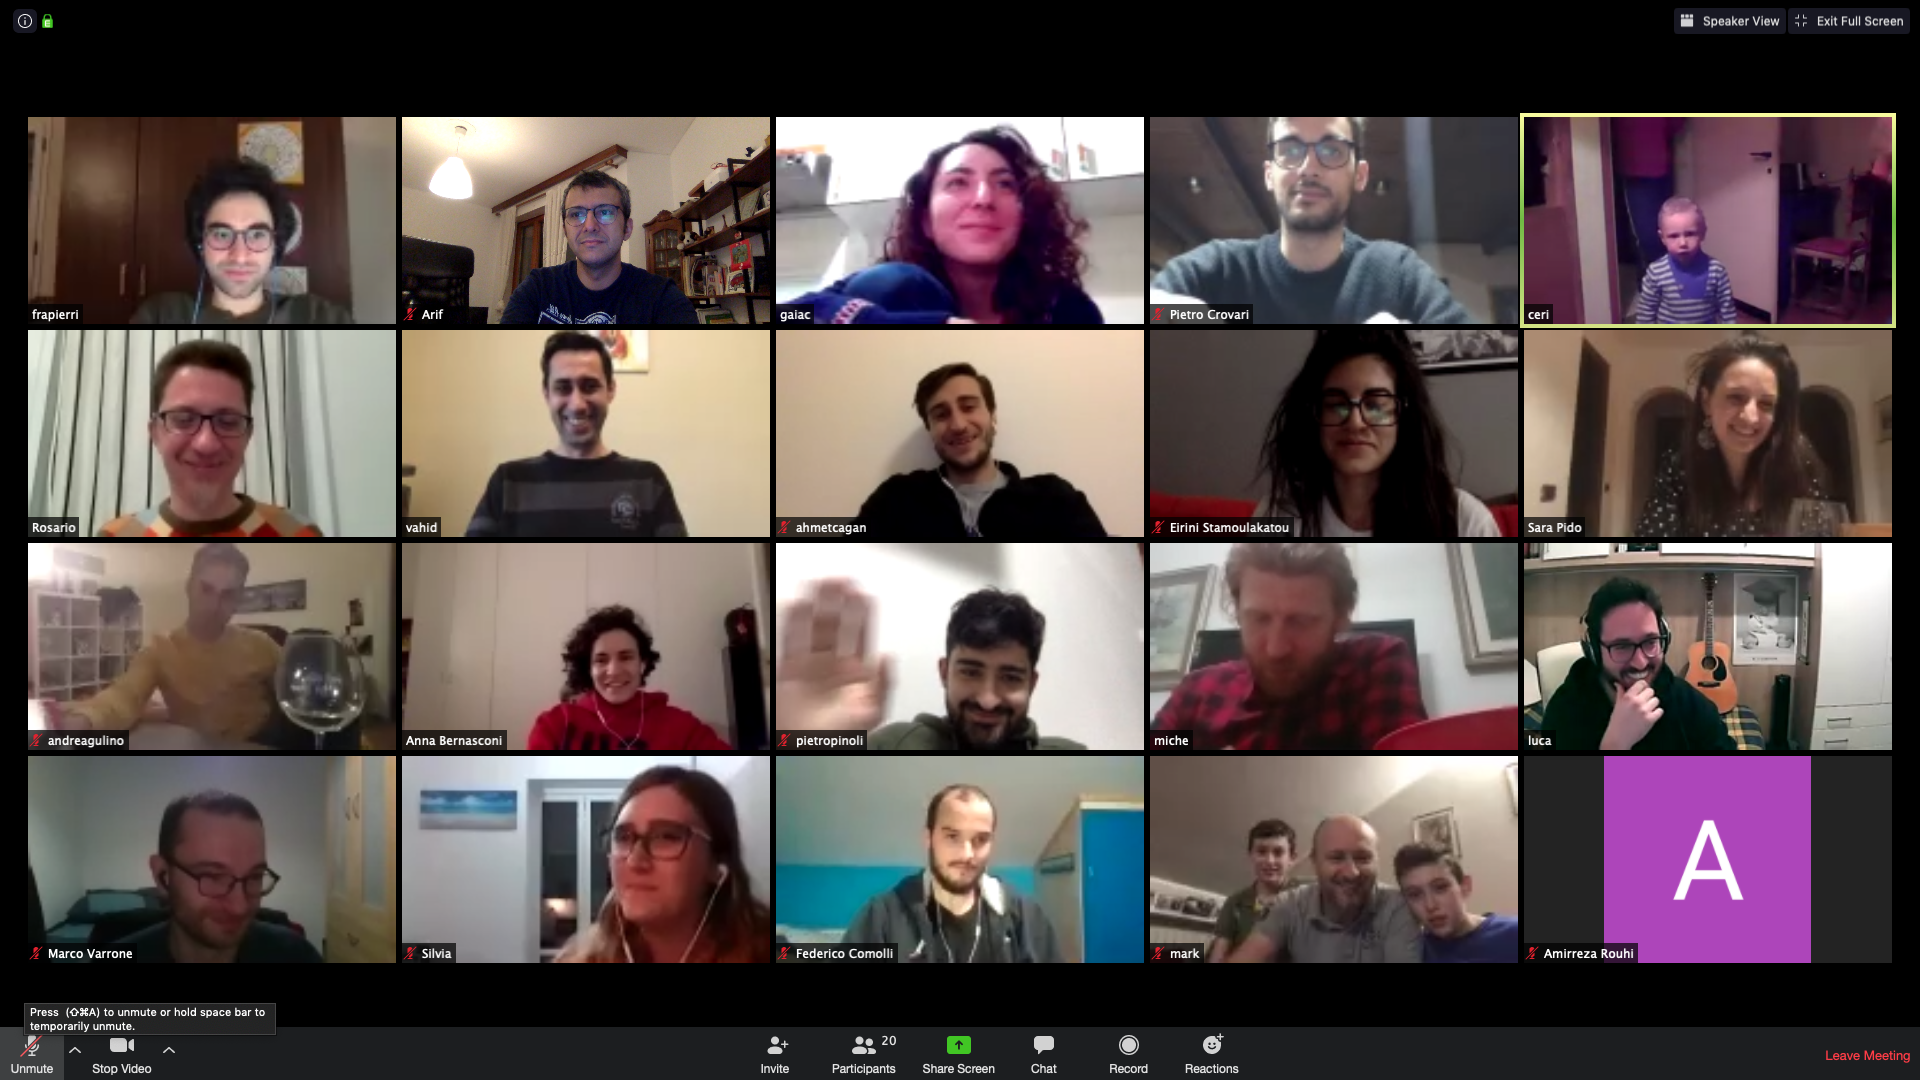 Speaker View
Exit Full Screen
frapierri
Arif
gaiac
Pietro Crovari
ceri
Rosario
vahid
ahmetcagan
Eirini Stamoulakatou
Sara Pido
andreagulino
Anna Bernasconi
pietropinoli
miche
luca
Marco Varrone
Silvia
Federico Comolli
mark
A
Amirreza Rouhi
Press (⇧⌘A) to unmute or hold space bar to
temporarily unmute.
Unmute
Stop Video
Invite
20
Participants
Share Screen
Chat
Record
Reactions
Leave Meeting